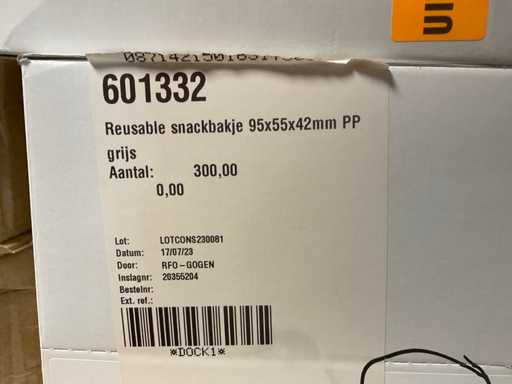 601332
Reusable snackbakje 95x55x42mm PP
grijs
Aantal: 300,00
0,00
Lot: LOTCONS230081
Datum: 17/07/23
Door: RFO-GOGEN
Inslagnr: 20355204
Bestelnr:
Ext. ref.:
*DOCK1*